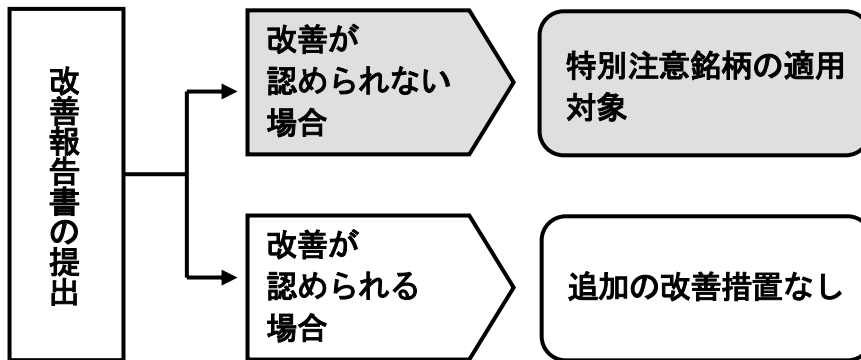 改善報告書の提出
改善が
認められない
場合
特別注意銘柄の適用
対象
改善が
認められる
場合
追加の改善措置なし